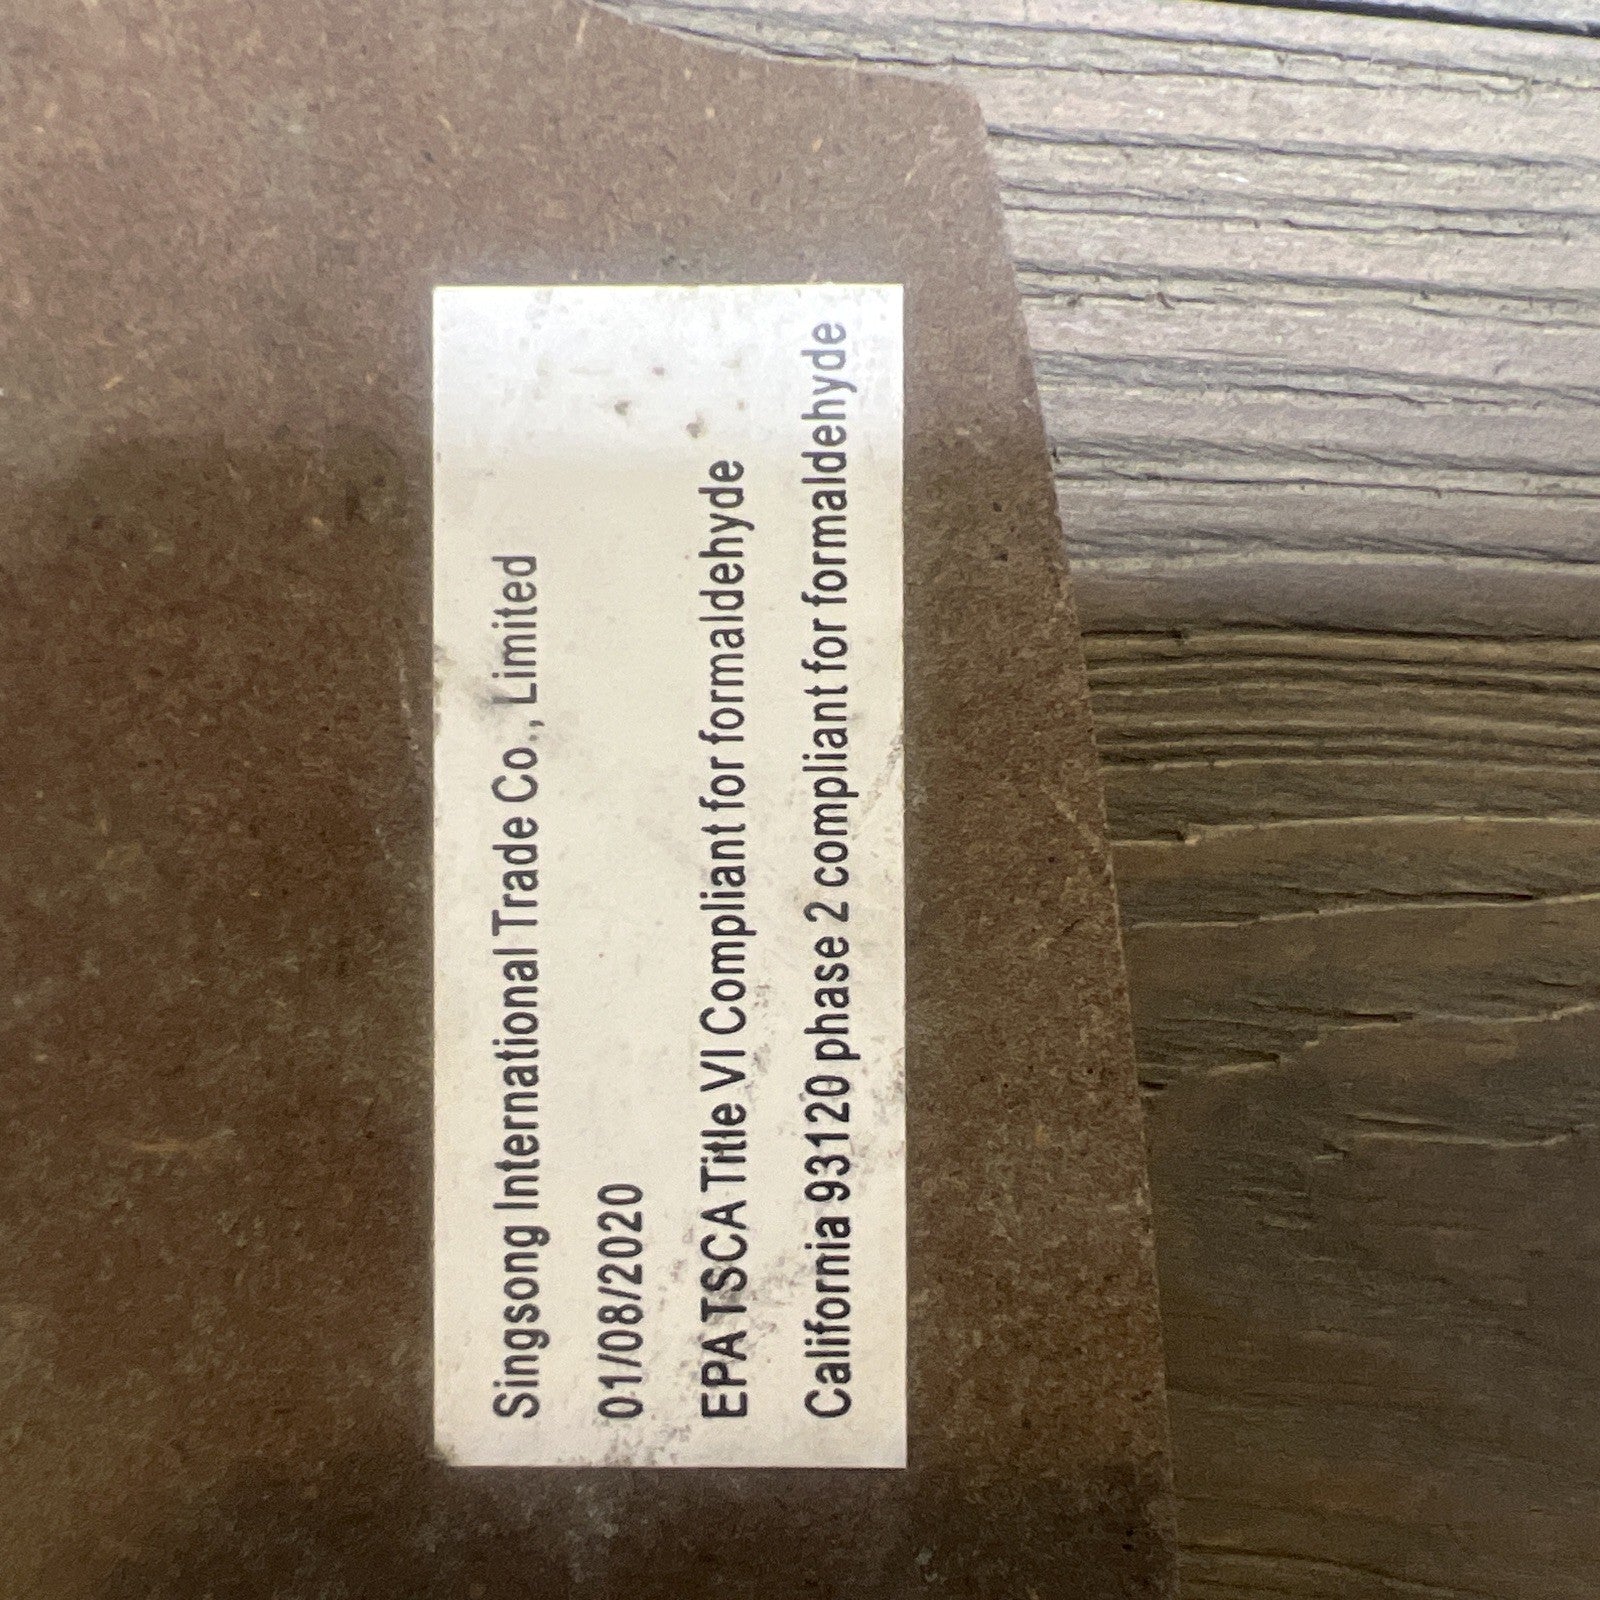 Singsong International Trade Co., Limited
01/08/2020
EPA TSCA Title VI Compliant for formaldehyde
California 93120 phase 2 compliant for formaldehyde